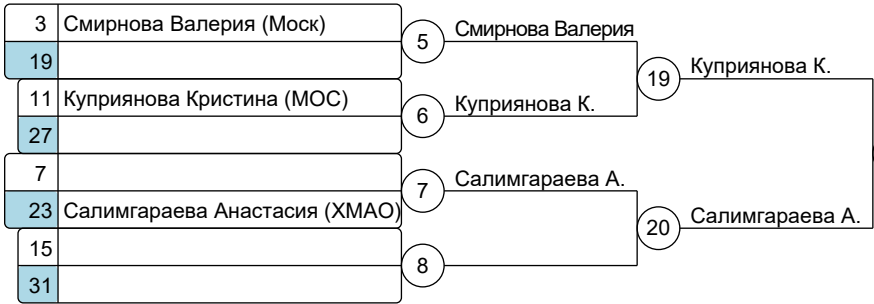 3 Смирнова Валерия (Моск)
5 Смирнова Валерия
19
19 Куприянова К.
11 Куприянова Кристина (МОС)
6 Куприянова К.
27
7
7 Салимгараева А.
23 Салимгараева Анастасия (ХМАО)
20 Салимгараева А.
15
8
31